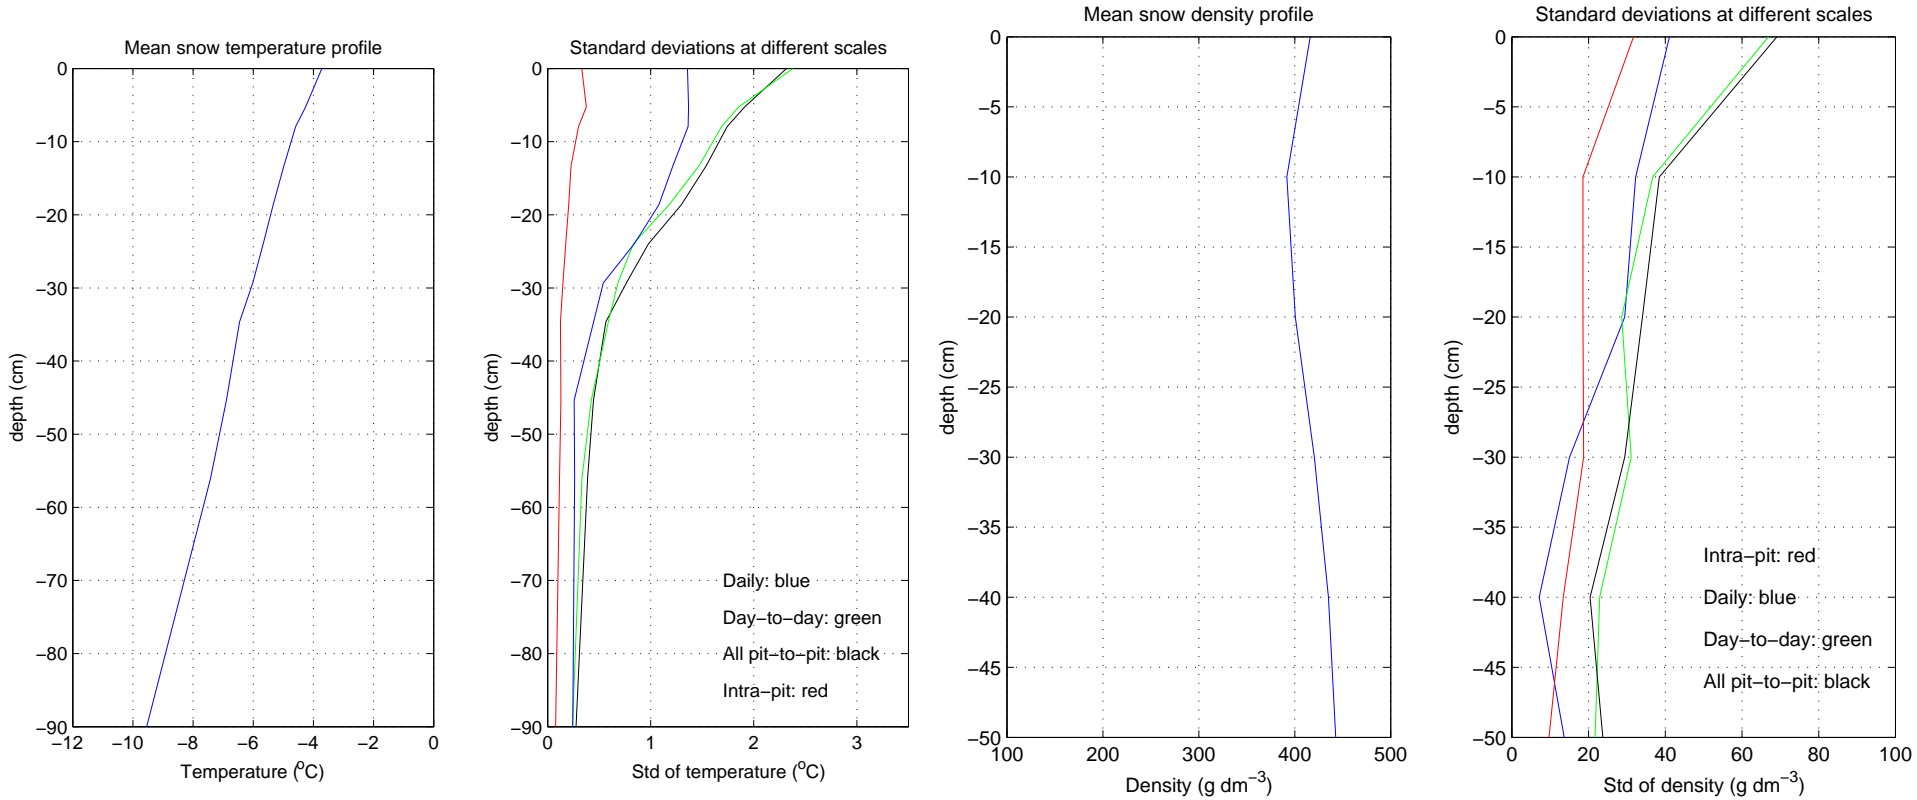 Mean snow temperature profile
0
−10
−20
−30
−40
−50
−60
−70
−80
−90
depth (cm)
−12 −10 −8 −6 −4 −2 0
Temperature (°C)
Standard deviations at different scales
0
−10
−20
−30
−40
−50
−60
−70
−80
−90
depth (cm)
Daily: blue
Day−to−day: green
All pit−to−pit: black
Intra−pit: red
0 1 2 3
Std of temperature (°C)
Mean snow density profile
0
−5
−10
−15
−20
−25
−30
−35
−40
−45
−50
depth (cm)
100 200 300 400 500
Density (g dm⁻³)
Standard deviations at different scales
0
−5
−10
−15
−20
−25
−30
−35
−40
−45
−50
depth (cm)
Intra−pit: red
Daily: blue
Day−to−day: green
All pit−to−pit: black
0 20 40 60 80 100
Std of density (g dm⁻³)